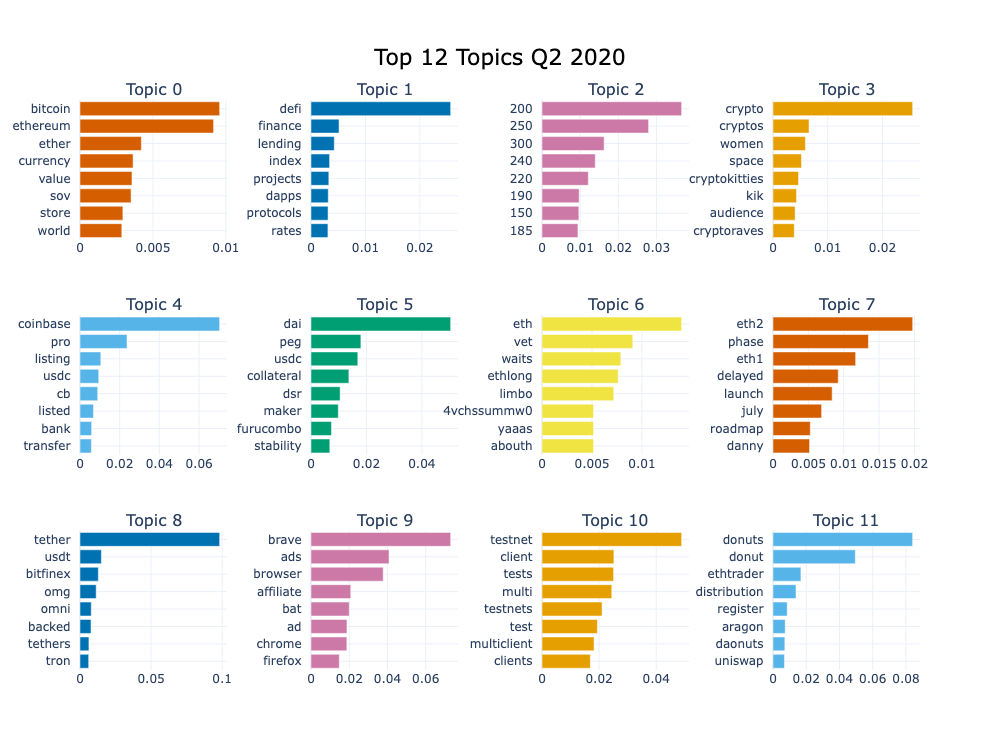 Top 12 Topics Q2 2020
Topic 0
bitcoin
ethereum
ether
currency
value
sov
store
world
0 0.005 0.01
Topic 1
defi
finance
lending
index
projects
dapps
protocols
rates
0 0.01 0.02
Topic 2
200
250
300
240
220
190
150
185
0 0.01 0.02 0.03
Topic 3
crypto
cryptos
women
space
cryptokitties
kik
audience
cryptoraves
0 0.01 0.02
Topic 4
coinbase
pro
listing
usdc
cb
listed
bank
transfer
0 0.02 0.04 0.06
Topic 5
dai
peg
usdc
collateral
dsr
maker
furucombo
stability
0 0.02 0.04
Topic 6
eth
vet
waits
ethlong
limbo
4vchssummw0
yaaas
abouth
0 0.005 0.01
Topic 7
eth2
phase
eth1
delayed
launch
july
roadmap
danny
0 0.005 0.01 0.015 0.02
Topic 8
tether
usdt
bitfinex
omg
omni
backed
tethers
tron
0 0.05 0.1
Topic 9
brave
ads
browser
affiliate
bat
ad
chrome
firefox
0 0.02 0.04 0.06
Topic 10
testnet
client
tests
multi
testnets
test
multiclient
clients
0 0.02 0.04
Topic 11
donuts
donut
ethtrader
distribution
register
aragon
daonuts
uniswap
0 0.02 0.04 0.06 0.08